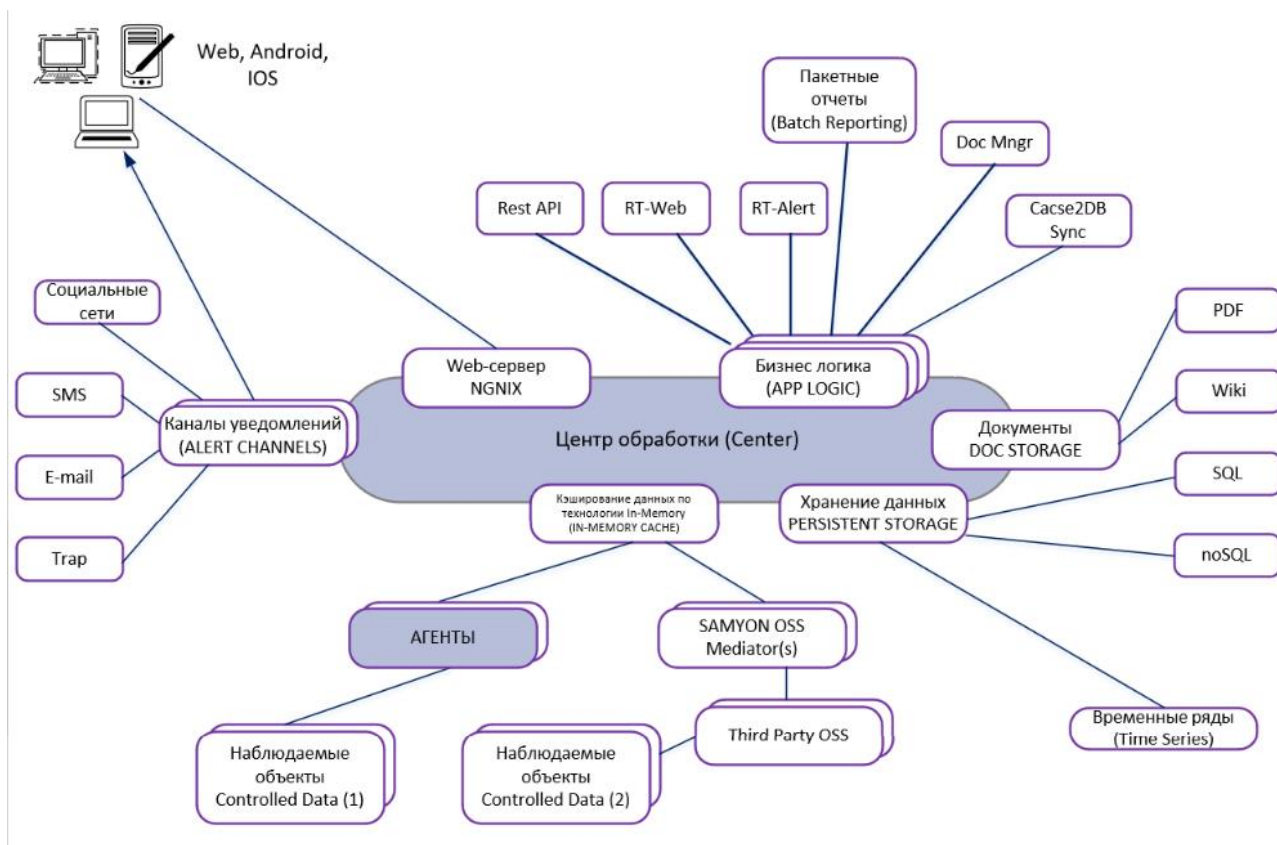 Web, Android,
IOS
Пакетные
отчеты
(Batch Reporting)
Doc Mngr
Rest API
RT-Web
RT-Alert
Cacse2DB
Sync
Социальные
сети
PDF
Web-сервер
NGNIX
Бизнес логика
(APP LOGIC)
SMS
Wiki
Каналы уведомлений
(ALERT CHANNELS)
Центр обработки (Center)
Документы
DOC STORAGE
E-mail
SQL
Кэширование данных по
технологии In-Memory
(IN-MEMORY CACHE)
Хранение данных
PERSISTENT STORAGE
Trap
noSQL
АГЕНТЫ
SAMYON OSS
Mediator(s)
Наблюдаемые
объекты
Controlled Data (1)
Наблюдаемые
объекты
Controlled Data (2)
Third Party OSS
Временные ряды
(Time Series)